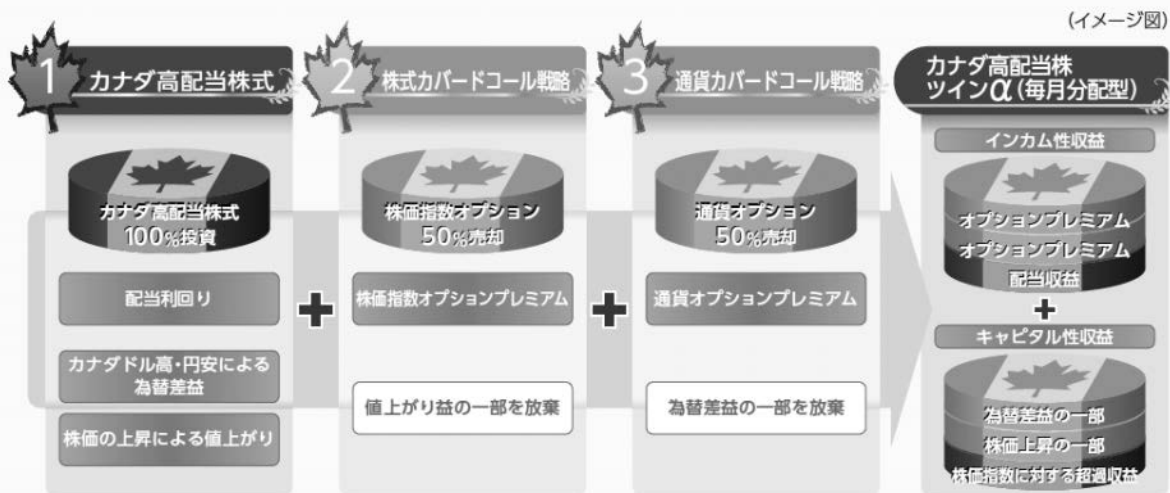 (イメージ図)
1 カナダ高配当株式
カナダ高配当株式
100%投資
配当利回り
カナダドル高・円安による
為替差益
株価の上昇による値上がり
+
2 株式カバードコール戦略
株価指数オプション
50%売却
株価指数オプションプレミアム
値上がり益の一部を放棄
+
3 通貨カバードコール戦略
通貨オプション
50%売却
通貨オプションプレミアム
為替差益の一部を放棄
カナダ高配当株
ツインα(毎月分配型)
インカム性収益
オプションプレミアム
オプションプレミアム
配当収益
+
キャピタル性収益
為替差益の一部
株価上昇の一部
株価指数に対する超過収益